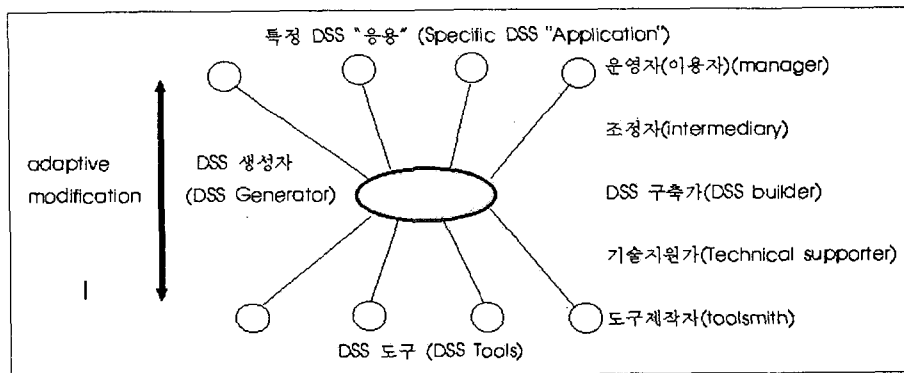 특정 DSS "응용" (Specific DSS "Application")
운영자(이용자)(manager)
조정자(intermediary)
adaptive
modification
DSS 생성자
(DSS Generator)
DSS 구축가(DSS builder)
기술지원가(Technical supporter)
도구제작자(toolsmith)
DSS 도구 (DSS Tools)